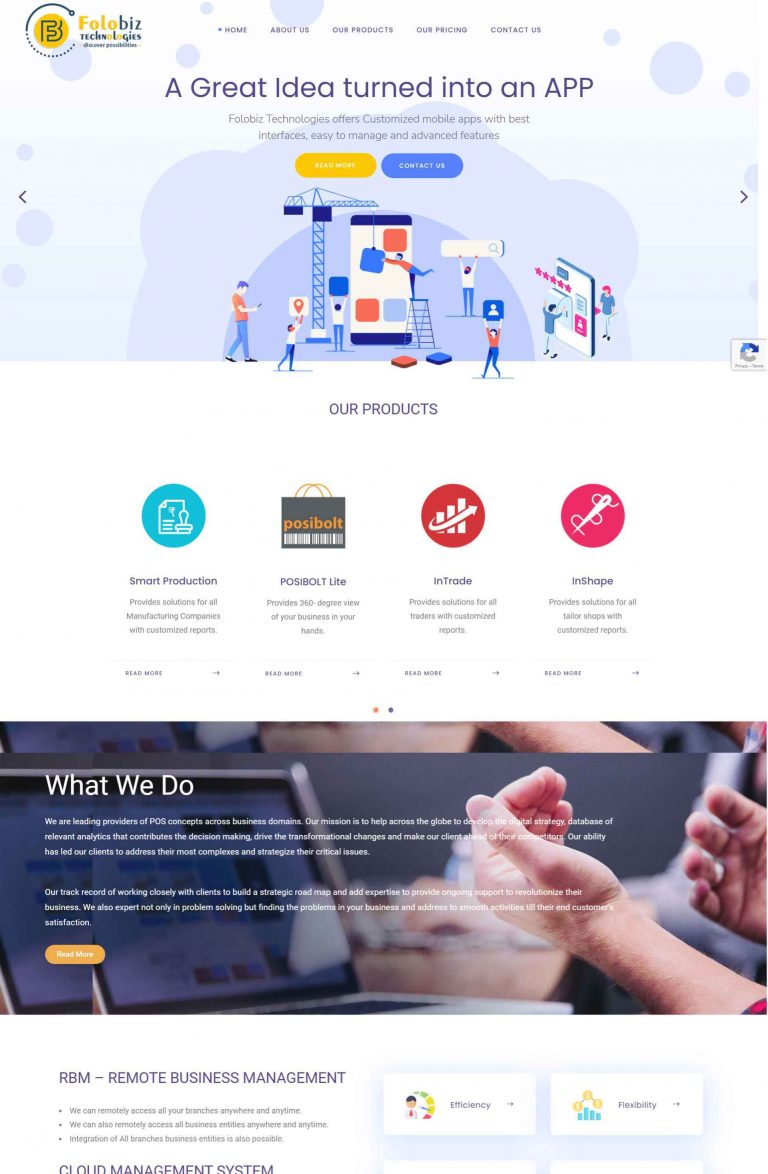 Folobiz
TECHNOLOGIES
discover possibilities
HOME
ABOUT US
OUR PRODUCTS
OUR PRICING
CONTACT US
A Great Idea turned into an APP
Folobiz Technologies offers Customized mobile apps with best
interfaces, easy to manage and advanced features
READ MORE
CONTACT US
Privacy - Terms
OUR PRODUCTS
posibolt
Smart Production
Provides solutions for all
Manufacturing Companies
with customized reports.
READ MORE
POSIBOLT Lite
Provides 360- degree view
of your business in your
hands.
READ MORE
InTrade
Provides solutions for all
traders with customized
reports.
READ MORE
InShape
Provides solutions for all
tailor shops with
customized reports.
READ MORE
What We Do
We are leading providers of POS concepts across business domains. Our mission is to help across the globe to develop the digital strategy, database of
relevant analytics that contributes the decision making, drive the transformational changes and make our client ahead of their competitors. Our ability
has led our clients to address their most complexes and strategize their critical issues.
Our track record of working closely with clients to build a strategic road map and add expertise to provide ongoing support to revolutionize their
business. We also expert not only in problem solving but finding the problems in your business and address to smooth activities till their end customer's
satisfaction.
Read More
RBM – REMOTE BUSINESS MANAGEMENT
We can remotely access all your branches anywhere and anytime.
We can also remotely access all business entities anywhere and anytime.
Integration of All branches business entities is also possible.
Efficiency
Flexibility
CLOUD MANAGEMENT SYSTEM